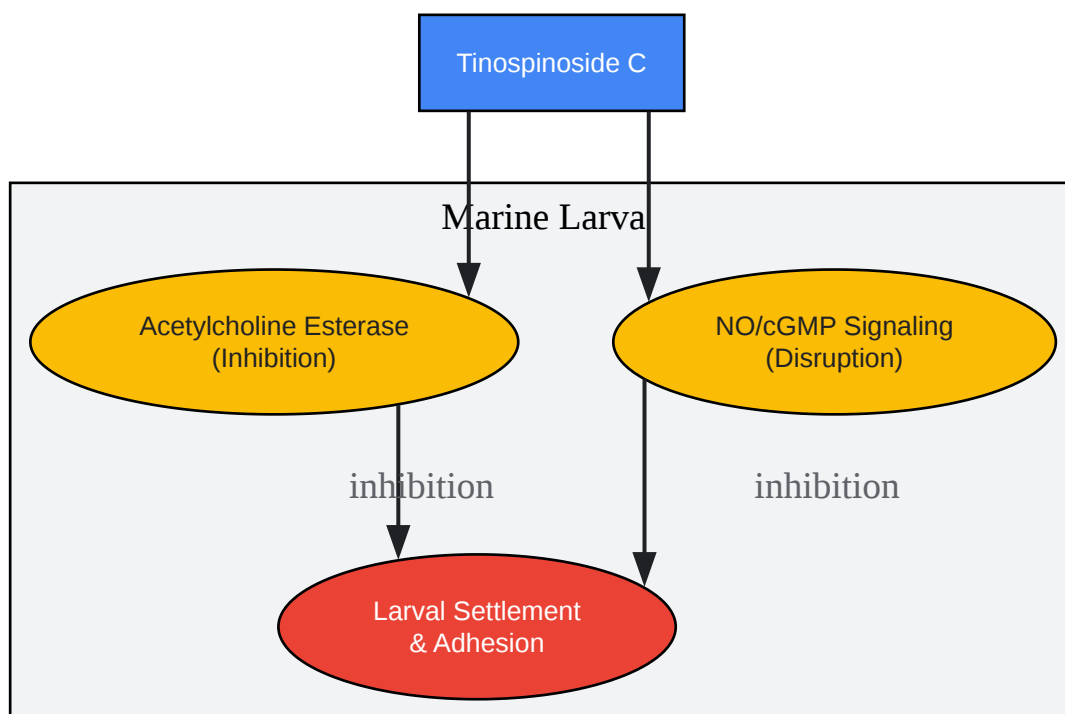 Tinospinoside C
Marine Larva
Acetylcholine Esterase
(Inhibition)
NO/cGMP Signaling
(Disruption)
inhibition
inhibition
Larval Settlement
& Adhesion